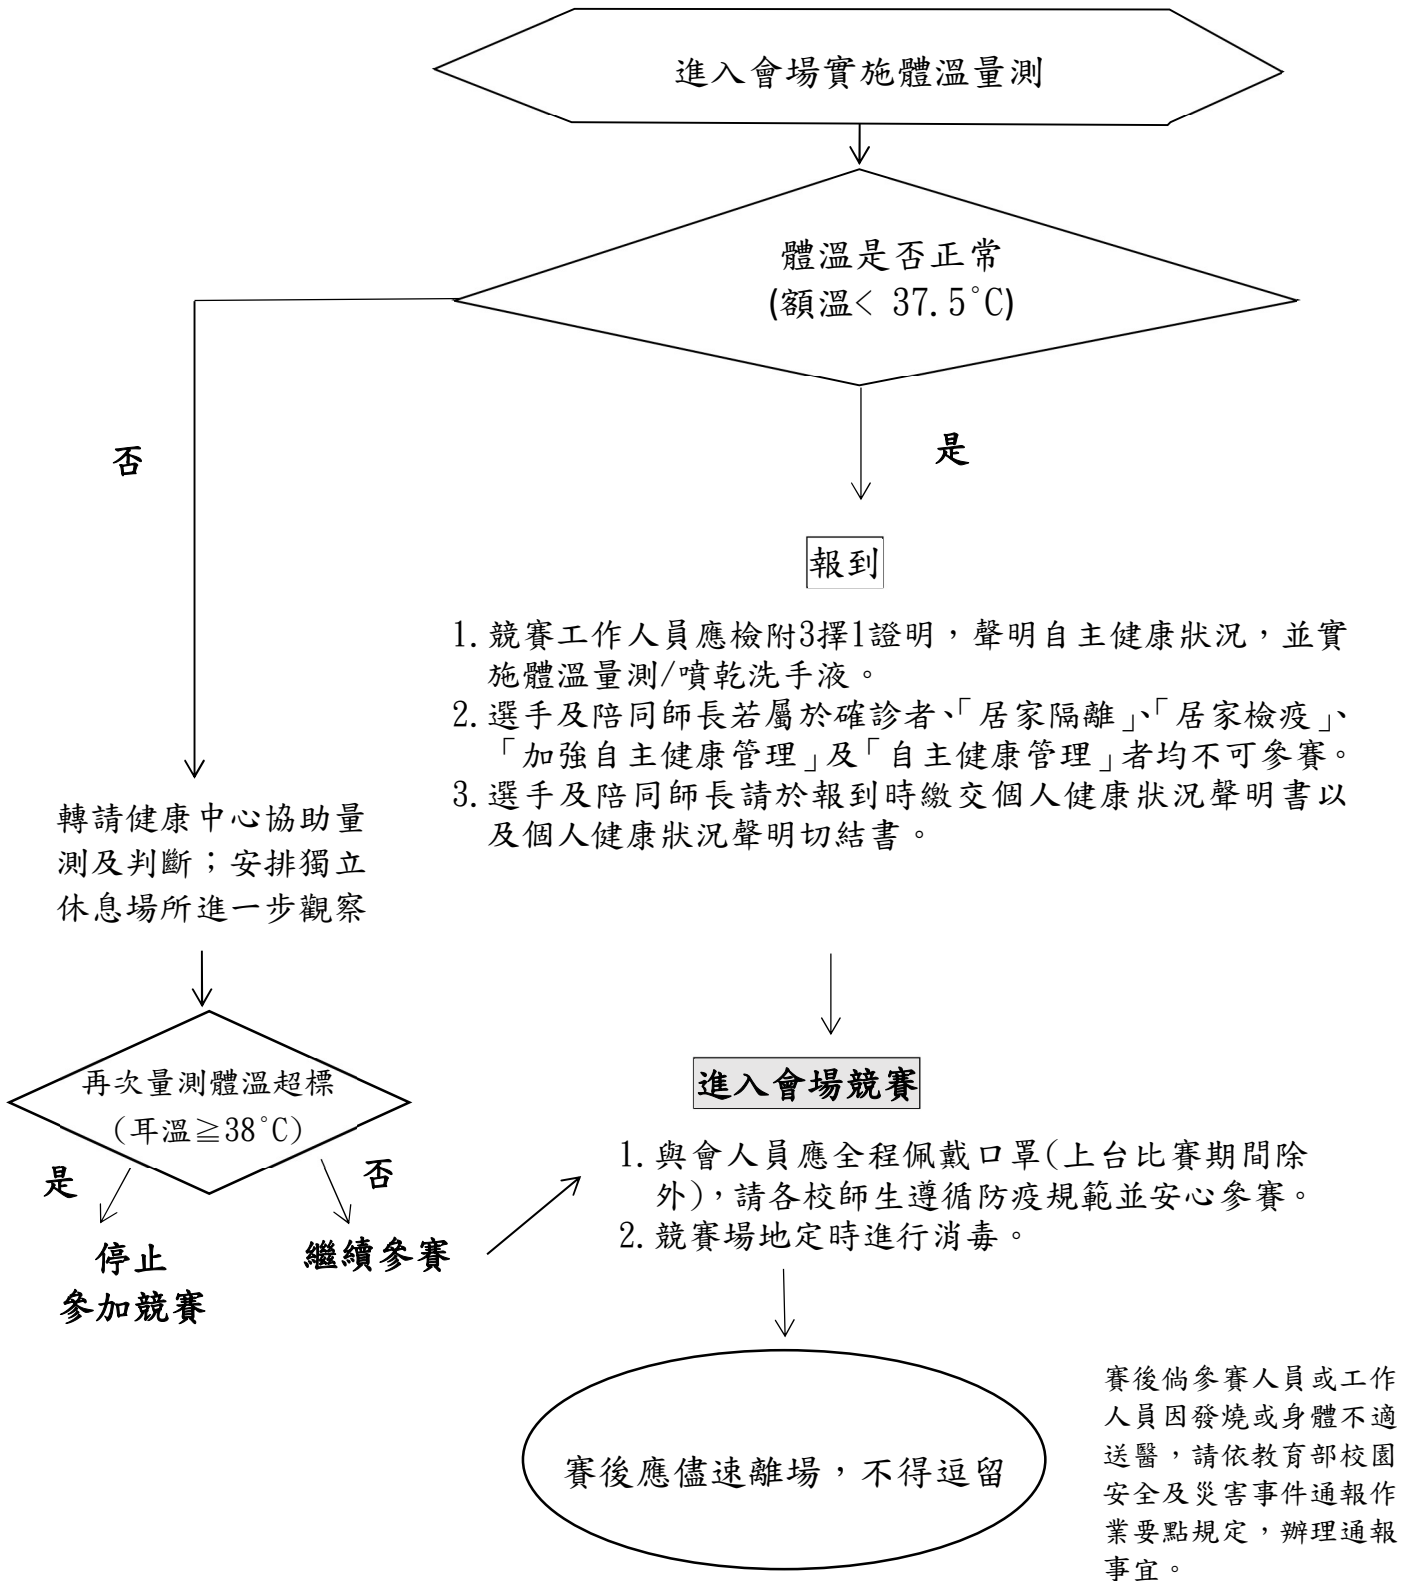 進入會場實施體溫量測
體溫是否正常
(額溫< 37.5°C)
否
是
報到
1.競賽工作人員應檢附3擇1證明，聲明自主健康狀況，並實
施體溫量測/噴乾洗手液。
2.選手及陪同師長若屬於確診者、「居家隔離」、「居家檢疫」、
「加強自主健康管理」及「自主健康管理」者均不可參賽。
3.選手及陪同師長請於報到時繳交個人健康狀況聲明書以
及個人健康狀況聲明切結書。
轉請健康中心協助量
測及判斷；安排獨立
休息場所進一步觀察
再次量測體溫超標
(耳溫≧38°C)
是
否
停止
參加競賽
繼續參賽
進入會場競賽
1.與會人員應全程佩戴口罩(上台比賽期間除
外)，請各校師生遵循防疫規範並安心參賽。
2.競賽場地定時進行消毒。
賽後應儘速離場，不得逗留
賽後倘參賽人員或工作
人員因發燒或身體不適
送醫，請依教育部校園
安全及災害事件通報作
業要點規定，辦理通報
事宜。